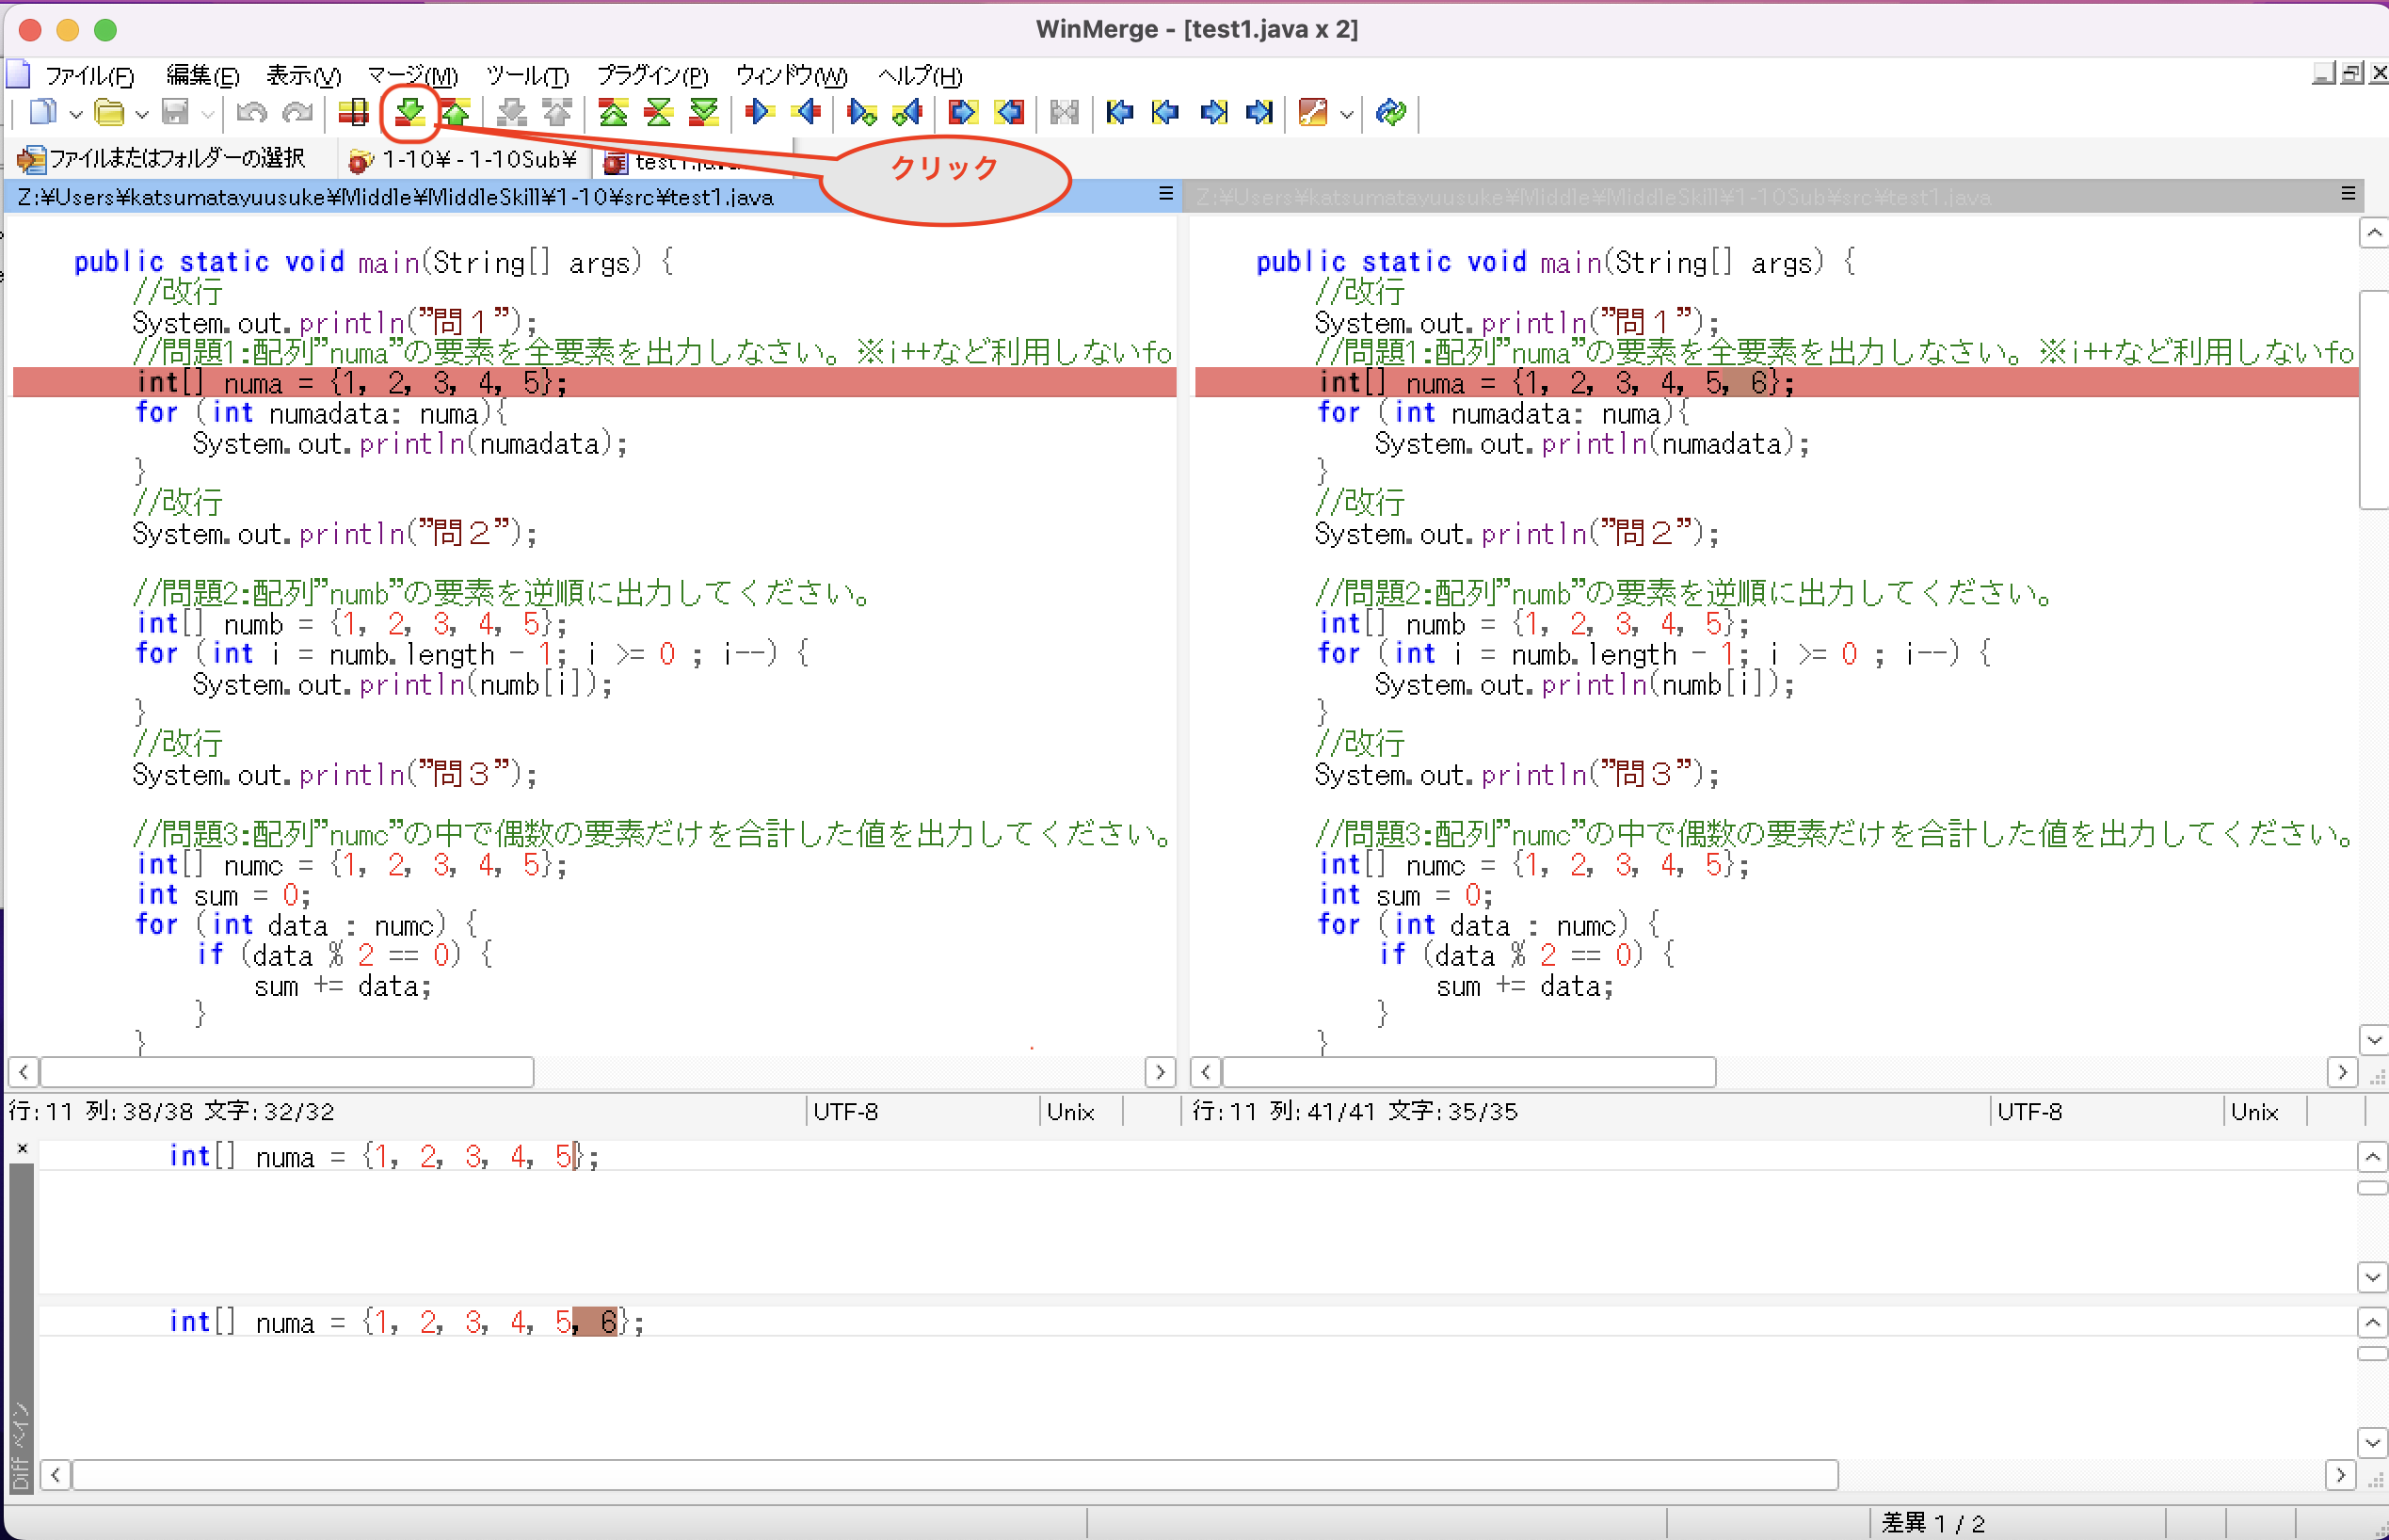 WinMerge - [test1.java x 2]
ファイル(F) 編集(E) 表示(V) マージ(M) ツール(T) プラグイン(P) ウィンドウ(W) ヘルプ(H)
ファイルまたはフォルダーの選択 1-10¥ - 1-10Sub¥ test1.java
クリック
Z:¥Users¥katsumatayuusuke¥Middle¥MiddleSkill¥1-10¥src¥test1.java
Z:¥Users¥katsumatayuusuke¥Middle¥MiddleSkill¥1-10Sub¥src¥test1.java
public static void main(String[] args) {
//改行
System.out.println(”問１”);
//問題1:配列”numa”の要素を全要素を出力しなさい。※i++など利用しないfo
int[] numa = {1, 2, 3, 4, 5};
for (int numadata: numa){
System.out.println(numadata);
}
//改行
System.out.println(”問２”);
//問題2:配列”numb”の要素を逆順に出力してください。
int[] numb = {1, 2, 3, 4, 5};
for (int i = numb.length - 1; i >= 0 ; i--) {
System.out.println(numb[i]);
}
//改行
System.out.println(”問３”);
//問題3:配列”numc”の中で偶数の要素だけを合計した値を出力してください。
int[] numc = {1, 2, 3, 4, 5};
int sum = 0;
for (int data : numc) {
if (data % 2 == 0) {
sum += data;
}
}
public static void main(String[] args) {
//改行
System.out.println(”問１”);
//問題1:配列”numa”の要素を全要素を出力しなさい。※i++など利用しないfo
int[] numa = {1, 2, 3, 4, 5, 6};
for (int numadata: numa){
System.out.println(numadata);
}
//改行
System.out.println(”問２”);
//問題2:配列”numb”の要素を逆順に出力してください。
int[] numb = {1, 2, 3, 4, 5};
for (int i = numb.length - 1; i >= 0 ; i--) {
System.out.println(numb[i]);
}
//改行
System.out.println(”問３”);
//問題3:配列”numc”の中で偶数の要素だけを合計した値を出力してください。
int[] numc = {1, 2, 3, 4, 5};
int sum = 0;
for (int data : numc) {
if (data % 2 == 0) {
sum += data;
}
}
行: 11 列: 38/38 文字: 32/32 UTF-8 Unix
行: 11 列: 41/41 文字: 35/35 UTF-8 Unix
int[] numa = {1, 2, 3, 4, 5};
int[] numa = {1, 2, 3, 4, 5, 6};
Diff ペイン
差異 1 / 2